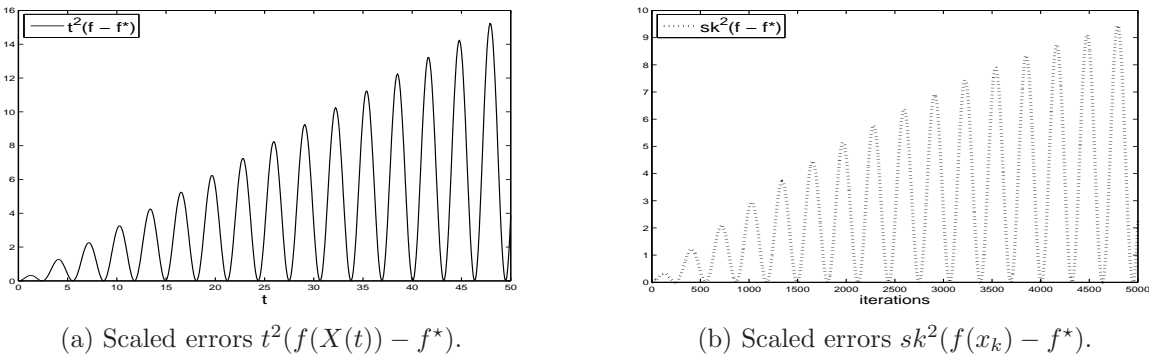 t²(f − f*)
16
14
12
10
8
6
4
2
0
0 5 10 15 20 25 30 35 40 45 50
t
(a) Scaled errors t²(f(X(t)) − f⋆).
sk²(f − f*)
10
9
8
7
6
5
4
3
2
1
0
0 500 1000 1500 2000 2500 3000 3500 4000 4500 5000
iterations
(b) Scaled errors sk²(f(xₖ) − f⋆).